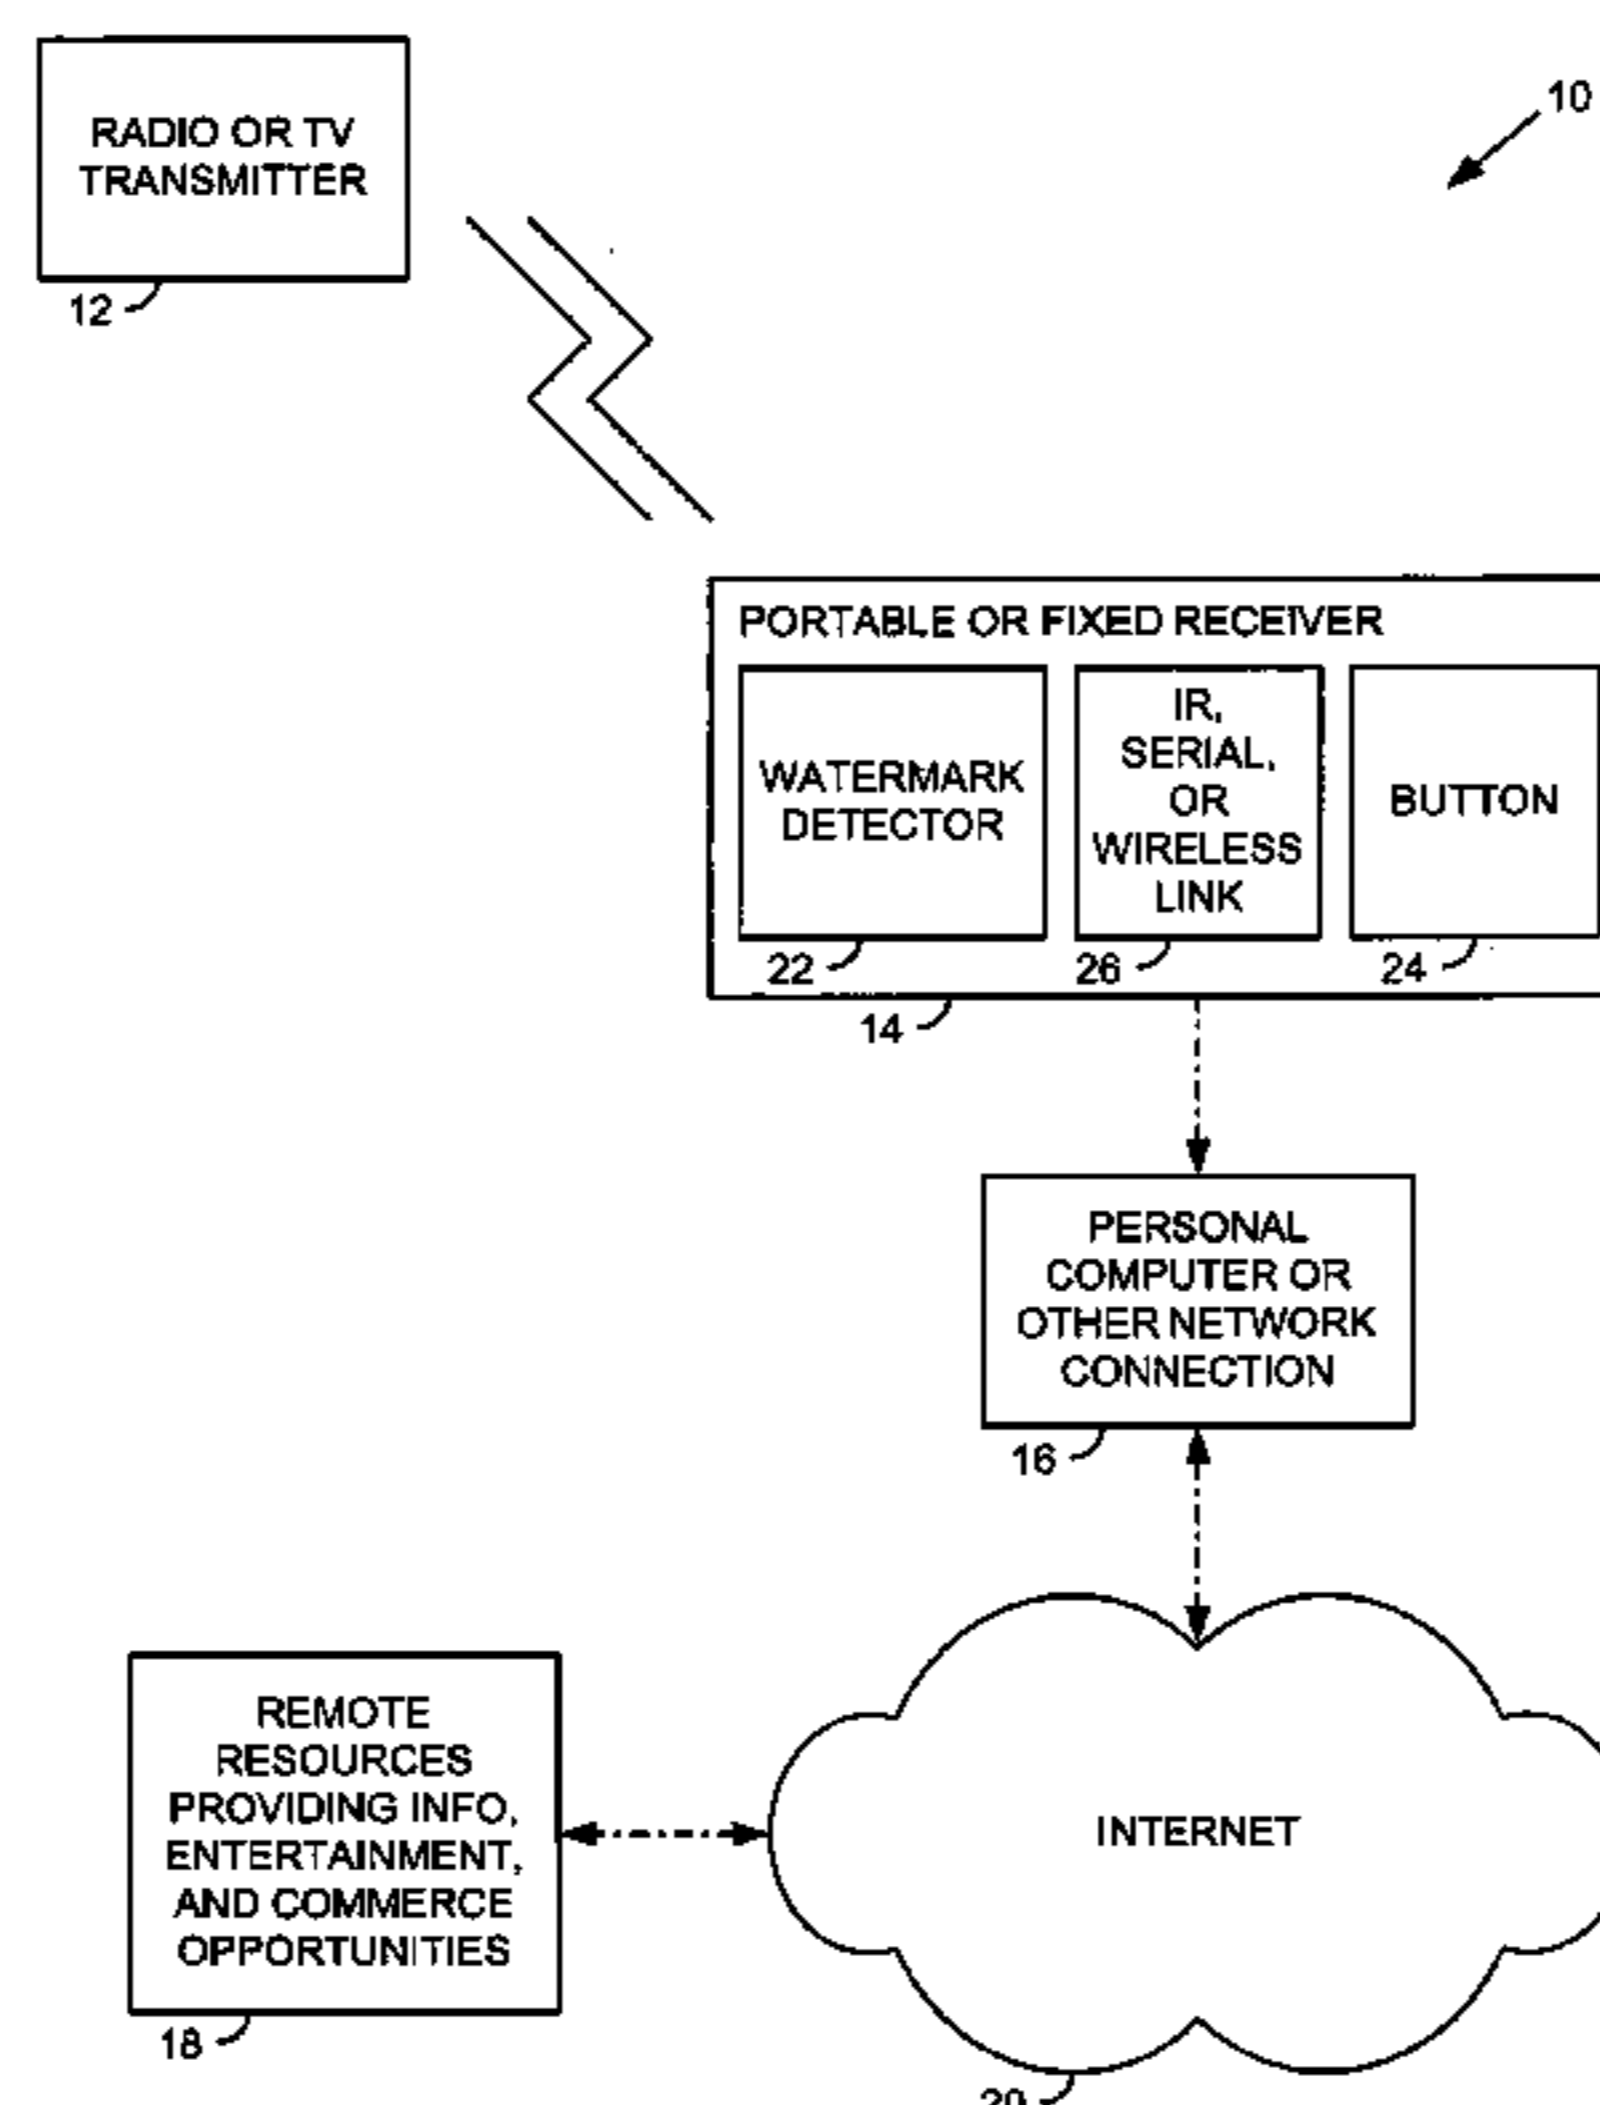 10
RADIO OR TV
TRANSMITTER
12
PORTABLE OR FIXED RECEIVER
WATERMARK
DETECTOR
22
IR,
SERIAL,
OR
WIRELESS
LINK
26
BUTTON
24
14
PERSONAL
COMPUTER OR
OTHER NETWORK
CONNECTION
16
REMOTE
RESOURCES
PROVIDING INFO,
ENTERTAINMENT,
AND COMMERCE
OPPORTUNITIES
18
INTERNET
20